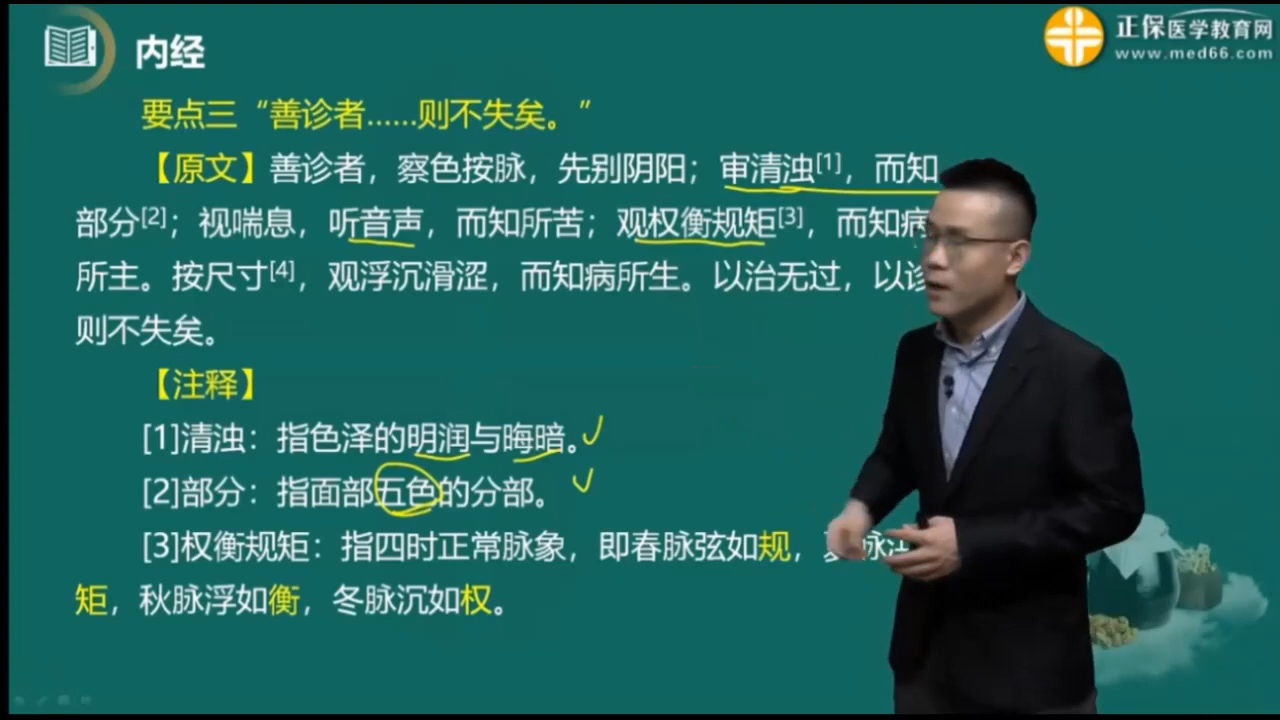 内经
正保医学教育网
www.med66.com
要点三“善诊者……则不失矣。”
【原文】善诊者，察色按脉，先别阴阳；审清浊[1]，而知
部分[2]；视喘息，听音声，而知所苦；观权衡规矩[3]，而知病
所主。按尺寸[4]，观浮沉滑涩，而知病所生。以治无过，以诊
则不失矣。
【注释】
[1]清浊：指色泽的明润与晦暗。
[2]部分：指面部五色的分部。
[3]权衡规矩：指四时正常脉象，即春脉弦如规，夏脉洪
矩，秋脉浮如衡，冬脉沉如权。